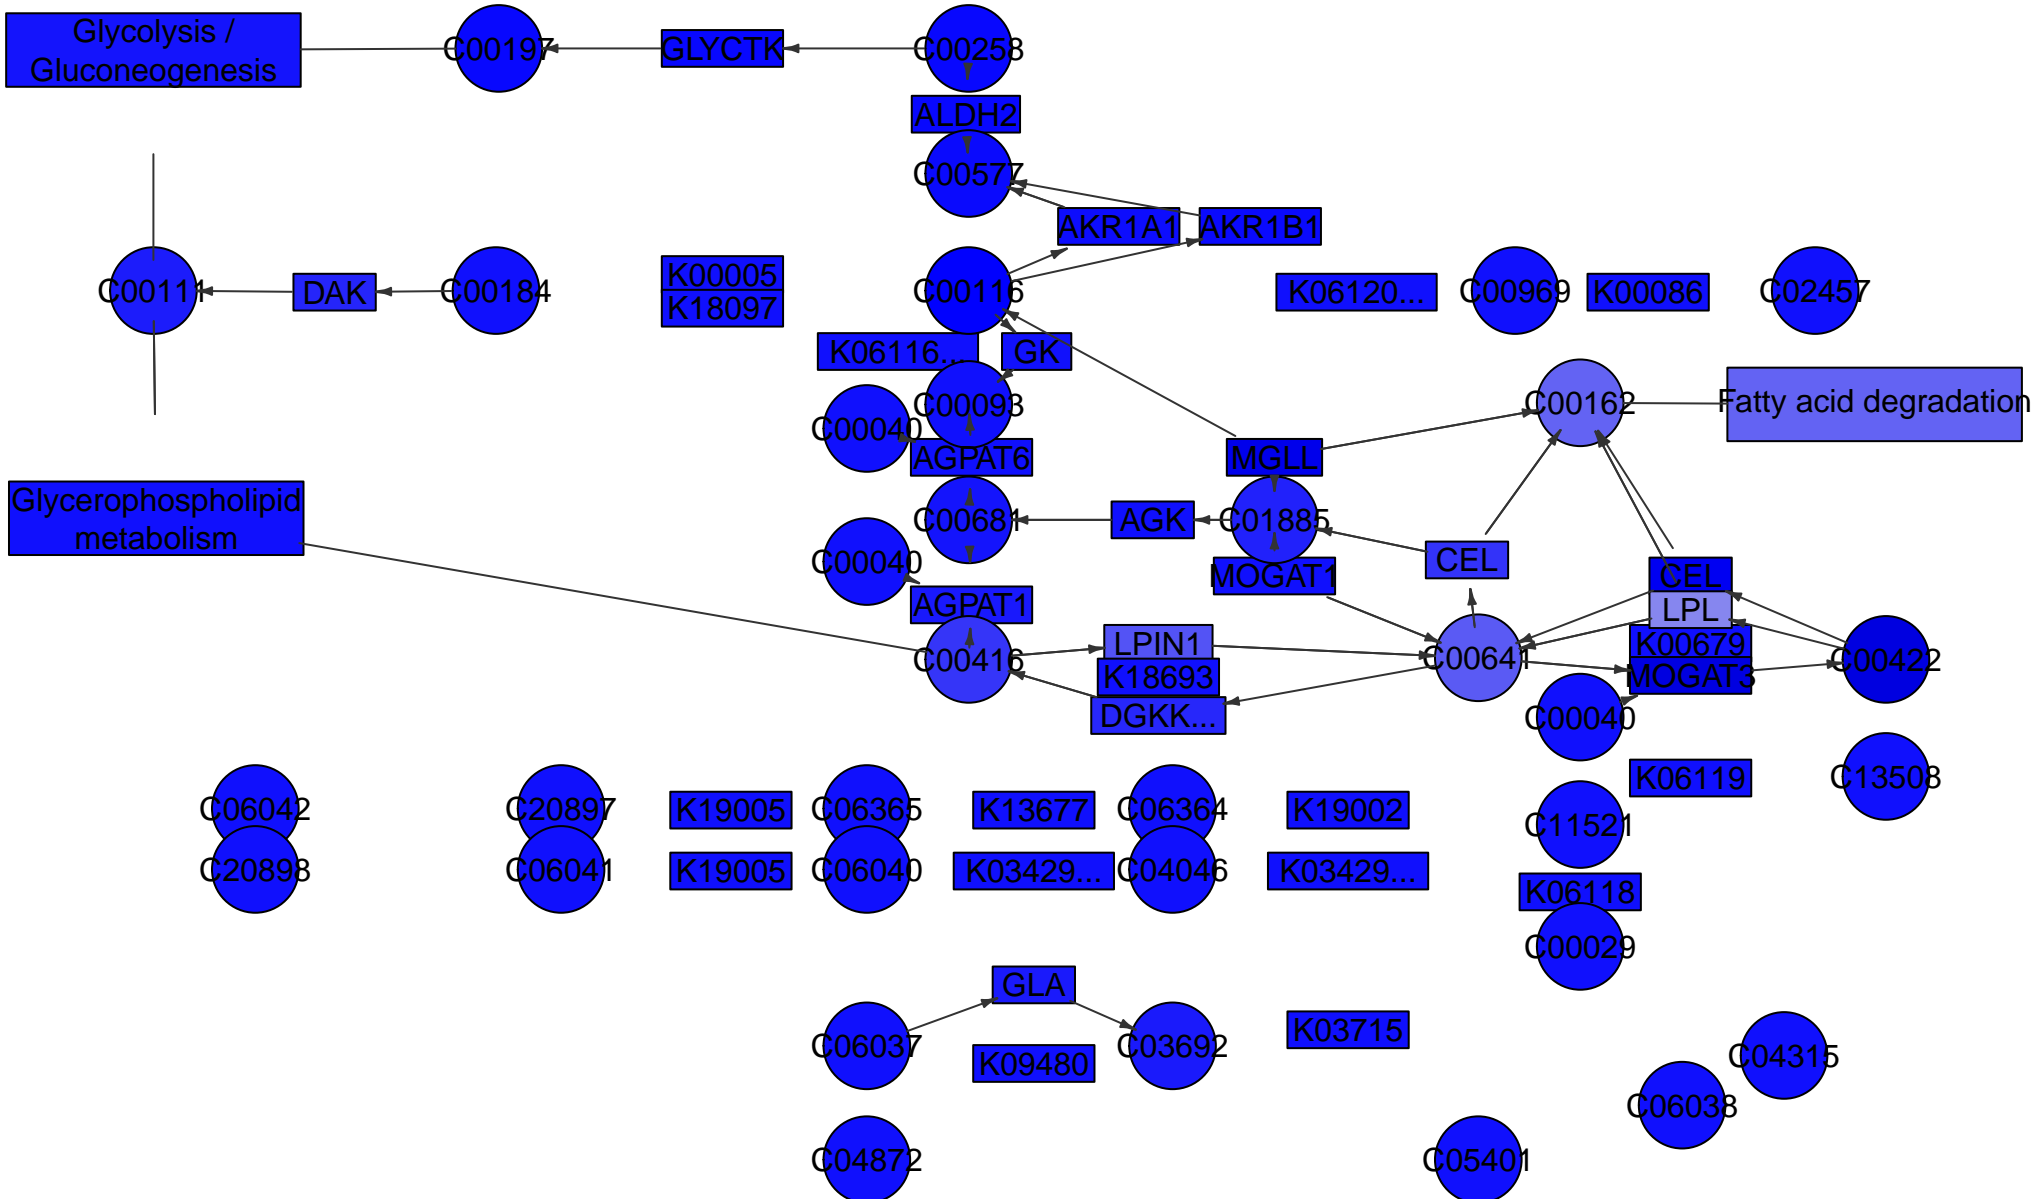 Glycolysis /
Gluconeogenesis
C00197
GLYCTK
C00258
ALDH2
C00577
AKR1A1
AKR1B1
C00111
DAK
C00184
K00005
K18097
C00116
K06120...
C00969
K00086
C02457
K06116...
GK
C00093
C00040
AGPAT6
MGLL
C00162
Fatty acid degradation
Glycerophospholipid
metabolism
C00681
AGK
C01885
C00040
AGPAT1
MOGAT1
CEL
CEL
LPL
K00679
MOGAT3
C00416
LPIN1
K18693
DGKK...
C00641
C00422
C00040
K06119
C13508
C06042
C20897
K19005
C06365
K13677
C06364
K19002
C11521
C20898
C06041
K19005
C06040
K03429...
C04046
K03429...
K06118
C00029
GLA
C06037
K09480
C03692
K03715
C04315
C06038
C04872
C05401